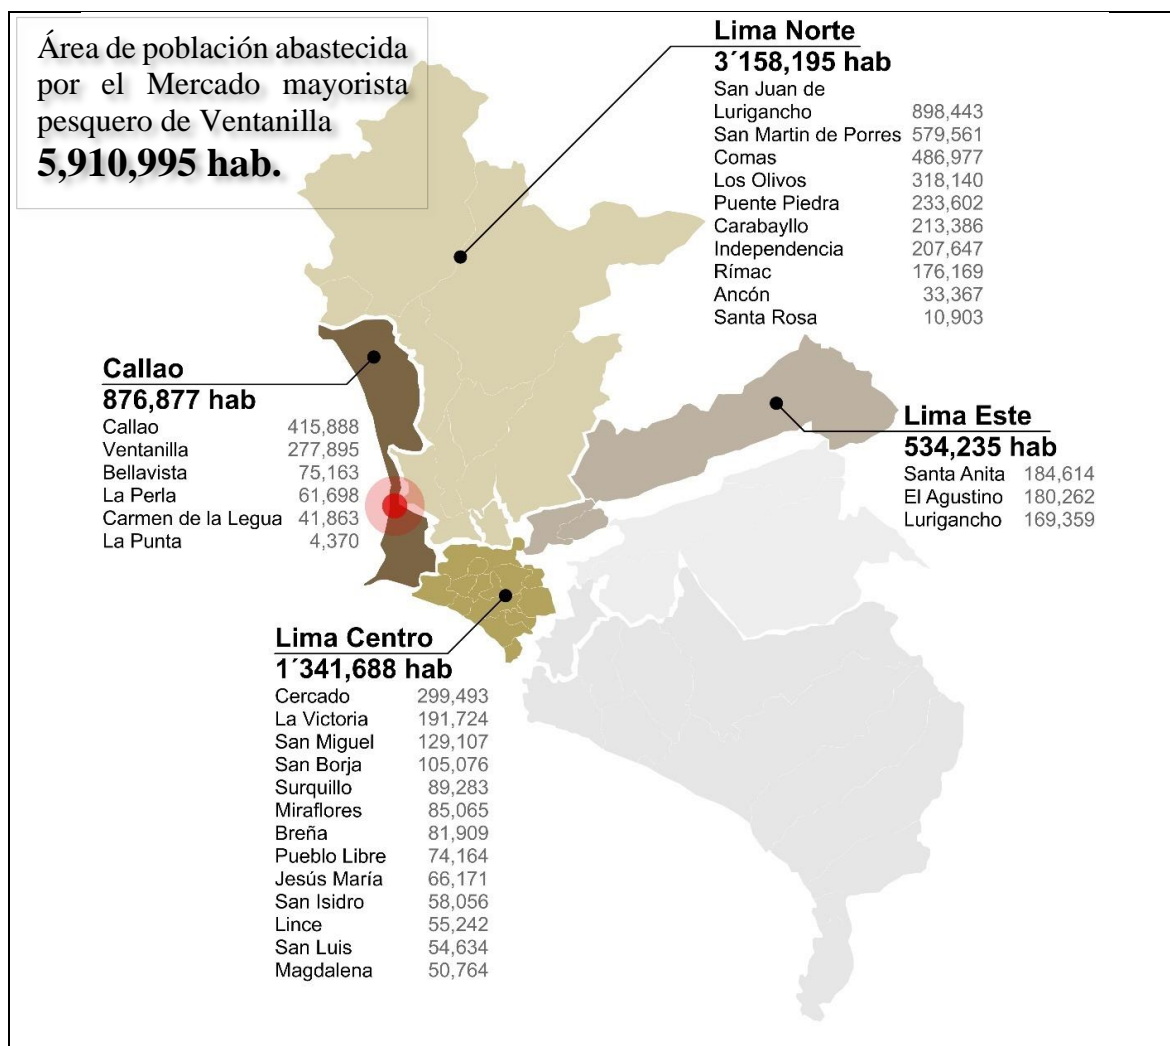 Área de población abastecida
por el Mercado mayorista
pesquero de Ventanilla
5,910,995 hab.
Lima Norte
3´158,195 hab
San Juan de
Lurigancho 898,443
San Martin de Porres 579,561
Comas 486,977
Los Olivos 318,140
Puente Piedra 233,602
Carabayllo 213,386
Independencia 207,647
Rímac 176,169
Ancón 33,367
Santa Rosa 10,903
Callao
876,877 hab
Callao 415,888
Ventanilla 277,895
Bellavista 75,163
La Perla 61,698
Carmen de la Legua 41,863
La Punta 4,370
Lima Este
534,235 hab
Santa Anita 184,614
El Agustino 180,262
Lurigancho 169,359
Lima Centro
1´341,688 hab
Cercado 299,493
La Victoria 191,724
San Miguel 129,107
San Borja 105,076
Surquillo 89,283
Miraflores 85,065
Breña 81,909
Pueblo Libre 74,164
Jesús María 66,171
San Isidro 58,056
Lince 55,242
San Luis 54,634
Magdalena 50,764